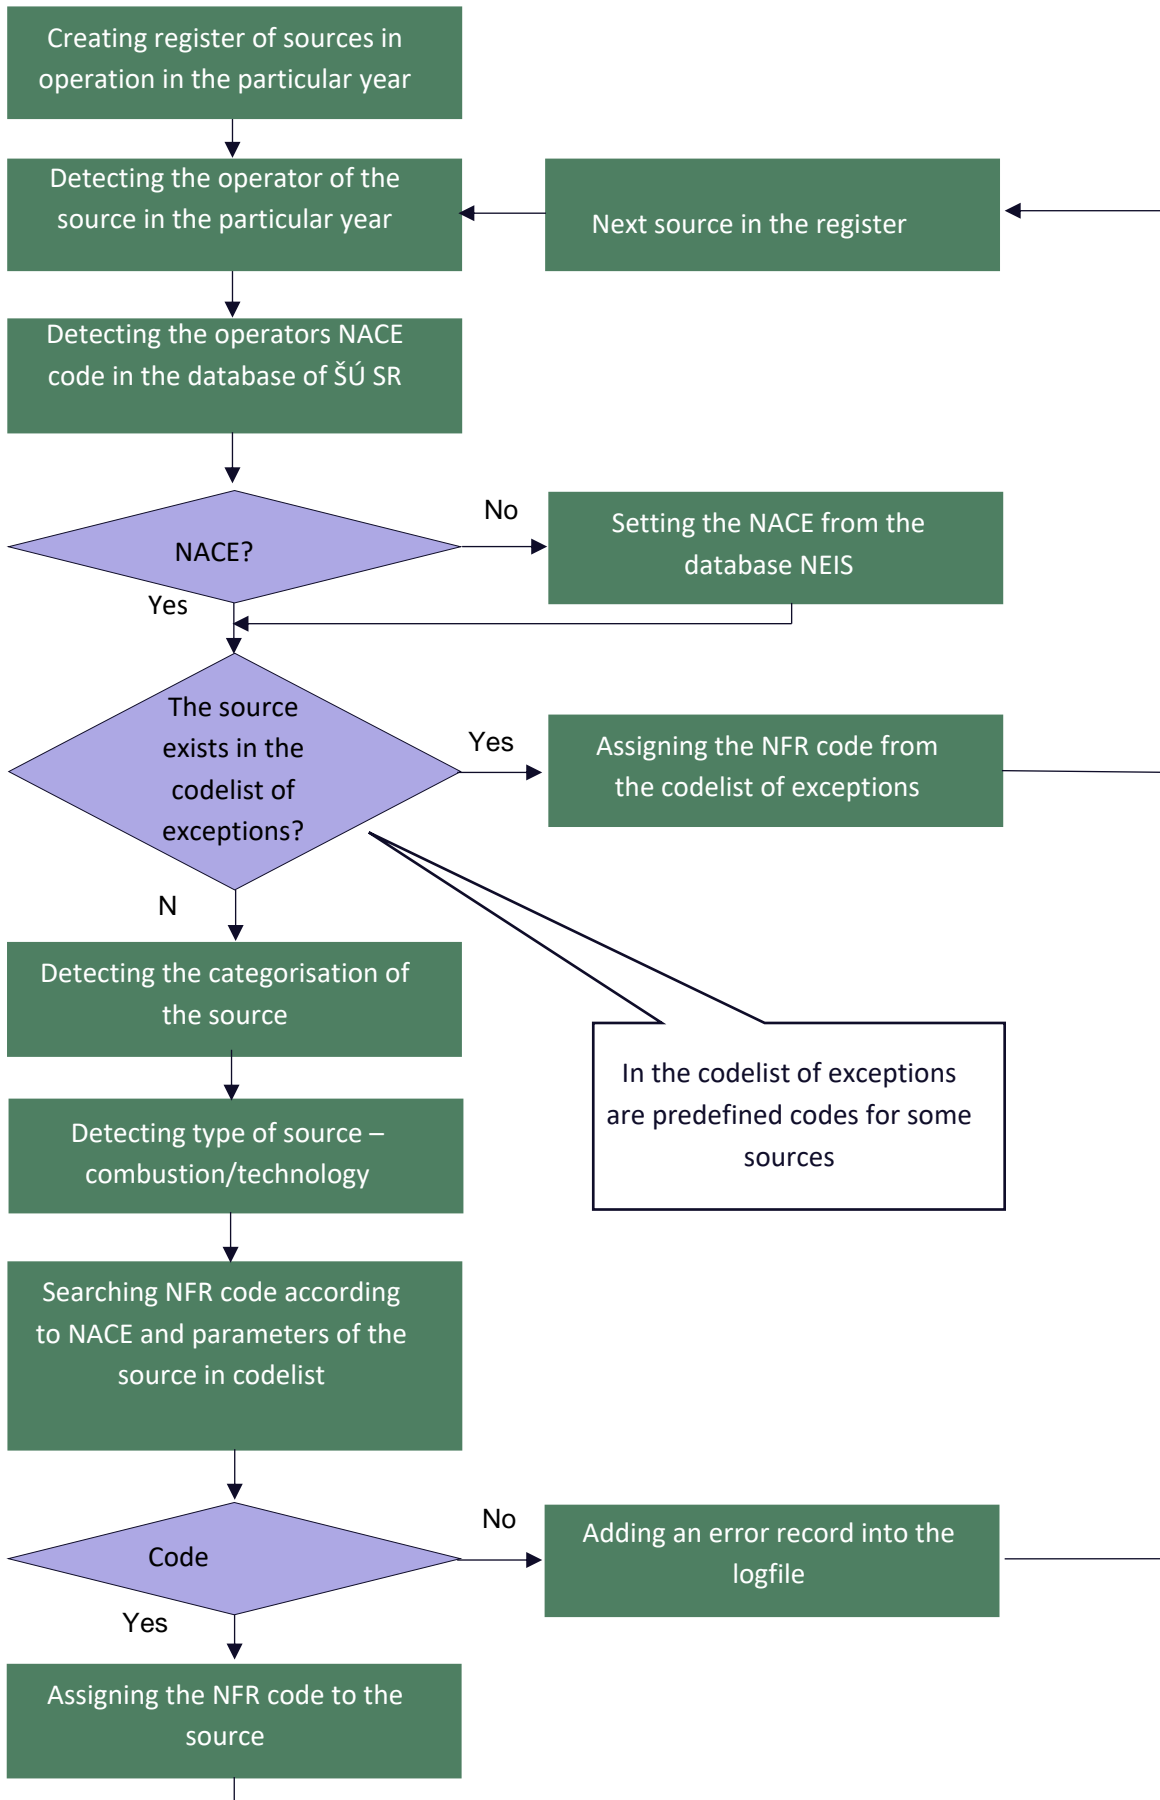 Creating register of sources in
operation in the particular year
Detecting the operator of the
source in the particular year
Next source in the register
Detecting the operators NACE
code in the database of ŠÚ SR
NACE?
No
Setting the NACE from the
database NEIS
Yes
The source
exists in the
codelist of
exceptions?
Yes
Assigning the NFR code from
the codelist of exceptions
N
Detecting the categorisation of
the source
In the codelist of exceptions
are predefined codes for some
sources
Detecting type of source –
combustion/technology
Searching NFR code according
to NACE and parameters of the
source in codelist
Code
No
Adding an error record into the
logfile
Yes
Assigning the NFR code to the
source